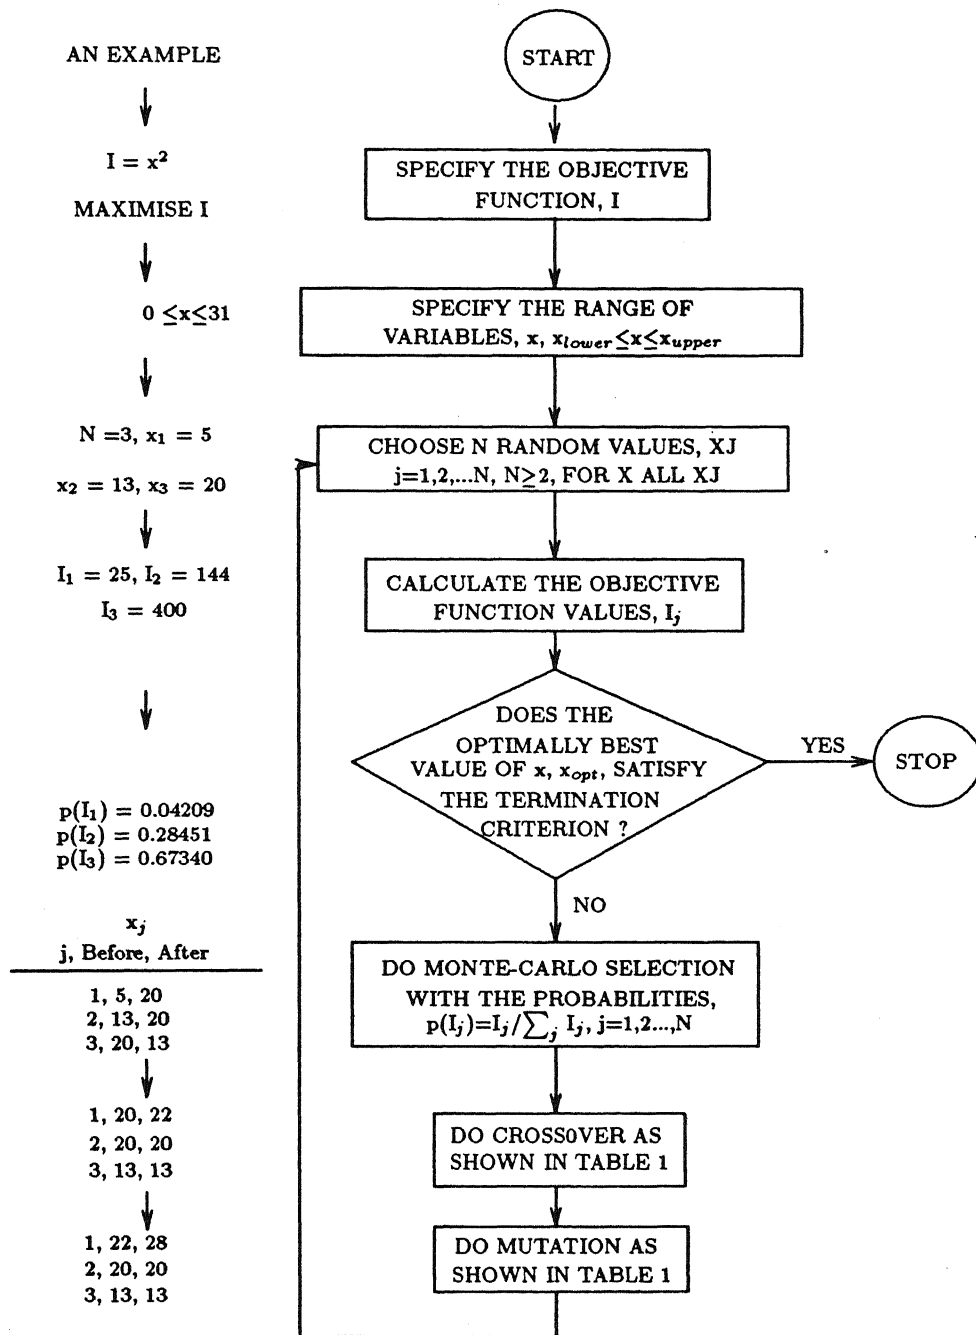 AN EXAMPLE
I = x²
MAXIMISE I
0 ≤x≤31
N =3, x₁ = 5
x₂ = 13, x₃ = 20
I₁ = 25, I₂ = 144
I₃ = 400
p(I₁) = 0.04209
p(I₂) = 0.28451
p(I₃) = 0.67340
xⱼ
j, Before, After
1, 5, 20
2, 13, 20
3, 20, 13
1, 20, 22
2, 20, 20
3, 13, 13
1, 22, 28
2, 20, 20
3, 13, 13
START
SPECIFY THE OBJECTIVE
FUNCTION, I
SPECIFY THE RANGE OF
VARIABLES, x, x_lower≤x≤x_upper
CHOOSE N RANDOM VALUES, XJ
j=1,2,...N, N≥2, FOR X ALL XJ
CALCULATE THE OBJECTIVE
FUNCTION VALUES, Iⱼ
DOES THE
OPTIMALLY BEST
VALUE OF x, x_opt, SATISFY
THE TERMINATION
CRITERION ?
YES
STOP
NO
DO MONTE-CARLO SELECTION
WITH THE PROBABILITIES,
p(Iⱼ)=Iⱼ/∑ⱼ Iⱼ, j=1,2...,N
DO CROSSOVER AS
SHOWN IN TABLE 1
DO MUTATION AS
SHOWN IN TABLE 1